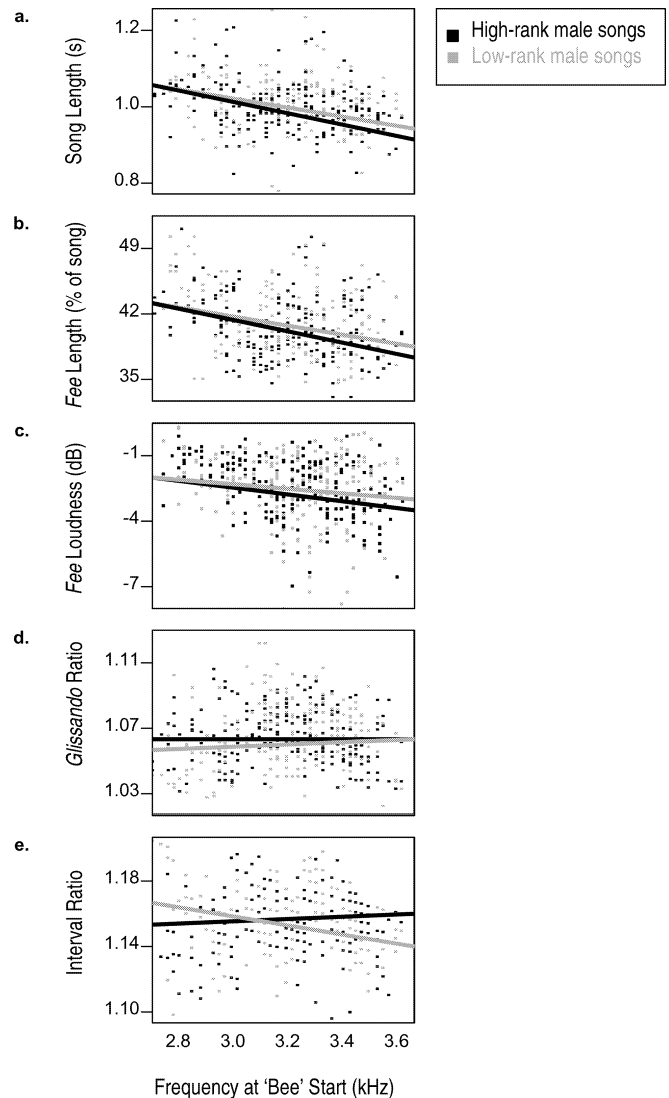 a.
High-rank male songs
Low-rank male songs
Song Length (s)
1.2
1.0
0.8
b.
Fee Length (% of song)
49
42
35
c.
Fee Loudness (dB)
-1
-4
-7
d.
Glissando Ratio
1.11
1.07
1.03
e.
Interval Ratio
1.18
1.14
1.10
2.8 3.0 3.2 3.4 3.6
Frequency at 'Bee' Start (kHz)